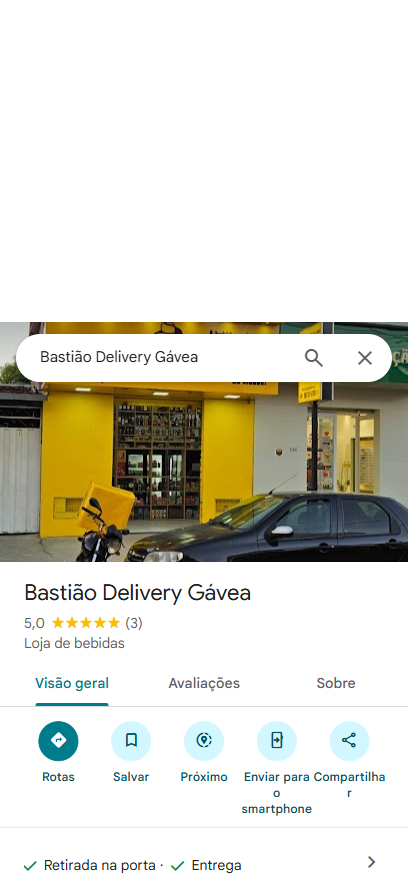 Bastião Delivery Gávea
Bastião Delivery Gávea
5,0 ★★★★★ (3)
Loja de bebidas
Visão geral
Avaliações
Sobre
Rotas
Salvar
Próximo
Enviar para
o
smartphone
Compartilha
r
Retirada na porta · Entrega